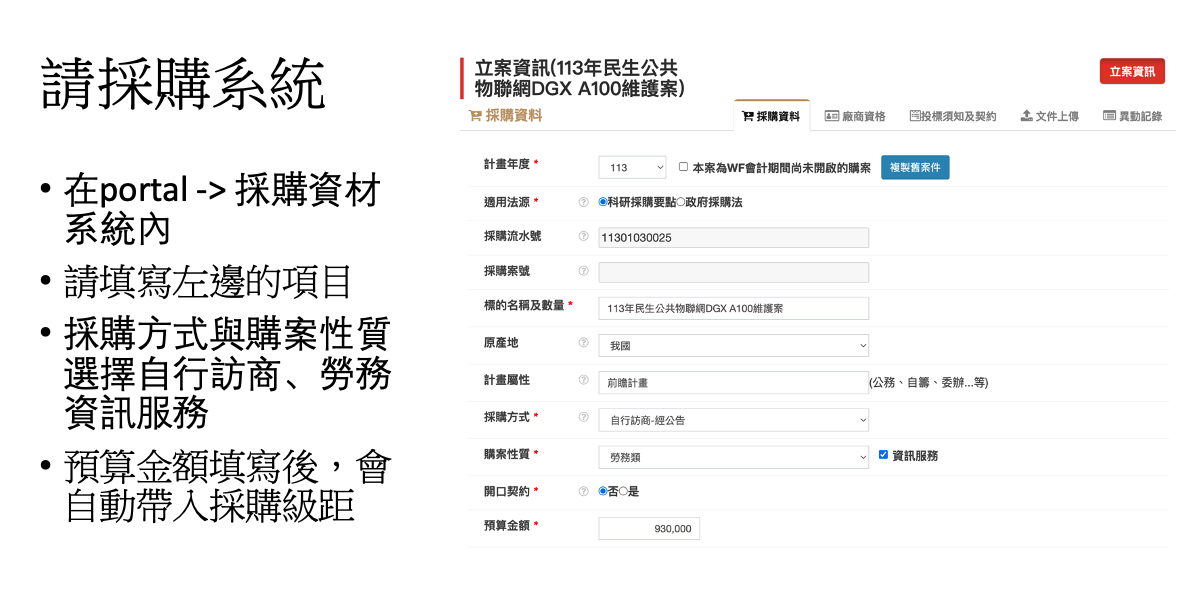 請採購系統
• 在portal -> 採購資材
系統內
• 請填寫左邊的項目
• 採購方式與購案性質
選擇自行訪商、勞務
資訊服務
• 預算金額填寫後，會
自動帶入採購級距
立案資訊(113年民生公共
物聯網DGX A100維護案)
立案資訊
採購資料
採購資料 廠商資格 投標須知及契約 文件上傳 異動記錄
計畫年度 * 113 本案為WF會計期間尚未開啟的購案 複製舊案件
適用法源 * 科研採購要點 政府採購法
採購流水號 11301030025
採購案號
標的名稱及數量 * 113年民生公共物聯網DGX A100維護案
原產地 我國
計畫屬性 前瞻計畫 (公務、自籌、委辦...等)
採購方式 * 自行訪商-經公告
購案性質 * 勞務類 資訊服務
開口契約 * 否 是
預算金額 * 930,000